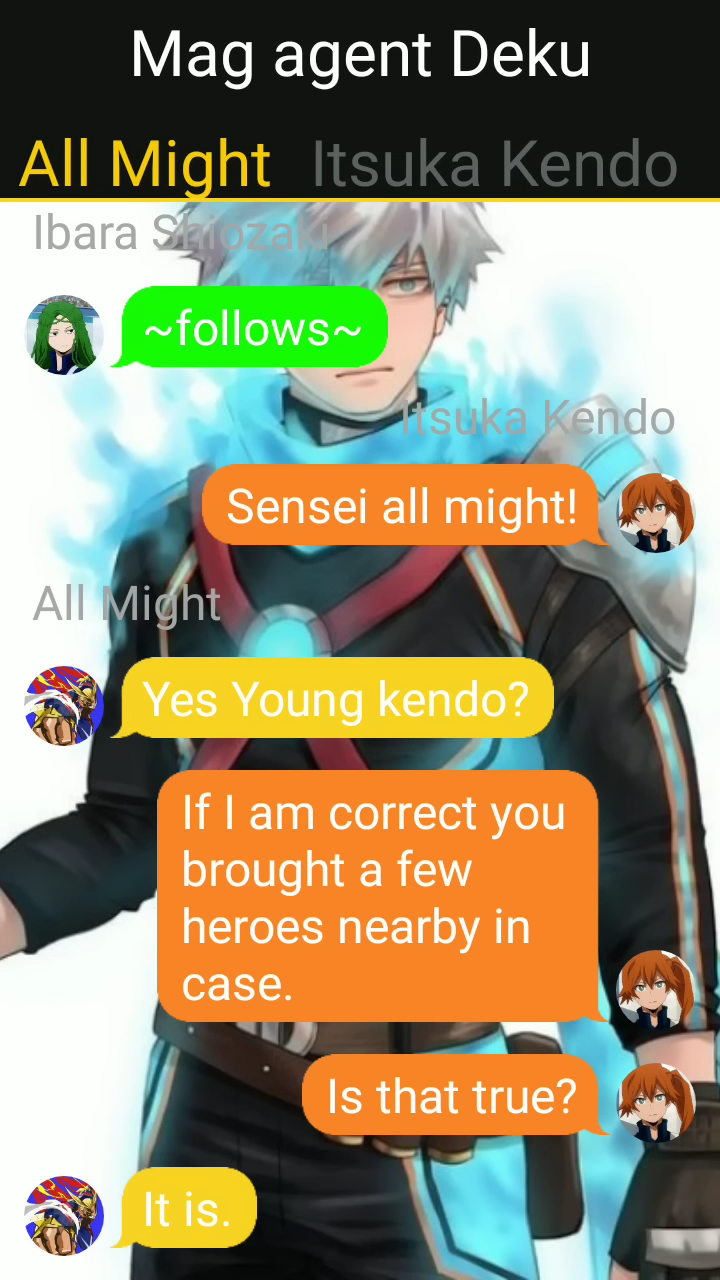 Mag agent Deku
All Might Itsuka Kendo
Ibara Shiozaki
~follows~
Itsuka Kendo
Sensei all might!
All Might
Yes Young kendo?
If I am correct you
brought a few
heroes nearby in
case.
Is that true?
It is.